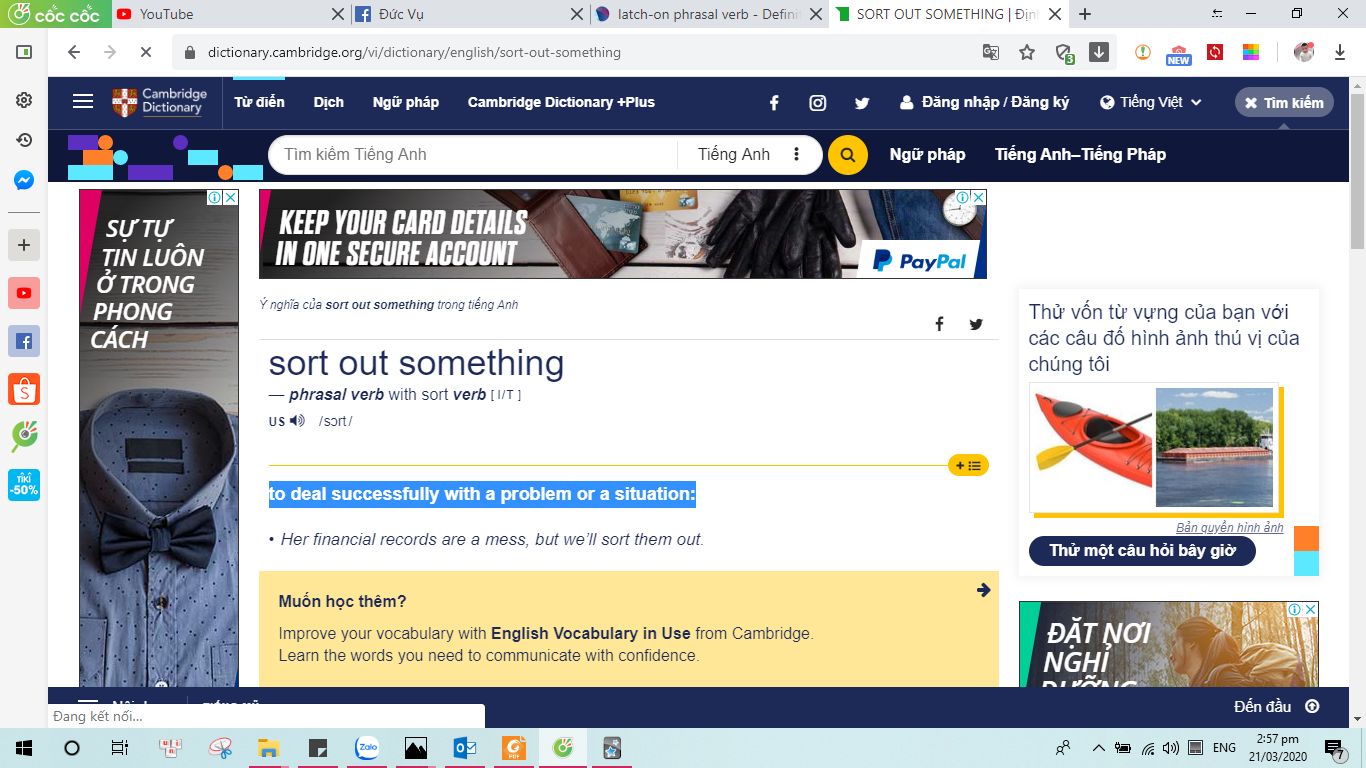 cốc cốc
YouTube
Đức Vụ
latch-on phrasal verb - Defini
SORT OUT SOMETHING | Địn
dictionary.cambridge.org/vi/dictionary/english/sort-out-something
3
NEW
Cambridge
Dictionary
Từ điển
Dịch
Ngữ pháp
Cambridge Dictionary +Plus
Đăng nhập / Đăng ký
Tiếng Việt
Tìm kiếm
Tìm kiếm Tiếng Anh
Tiếng Anh
Ngữ pháp
Tiếng Anh–Tiếng Pháp
SỰ TỰ
TIN LUÔN
Ở TRONG
PHONG
CÁCH
KEEP YOUR CARD DETAILS
IN ONE SECURE ACCOUNT
PayPal
Ý nghĩa của sort out something trong tiếng Anh
sort out something
— phrasal verb with sort verb [ I/T ]
US /sɔrt/
to deal successfully with a problem or a situation:
• Her financial records are a mess, but we’ll sort them out.
Muốn học thêm?
Improve your vocabulary with English Vocabulary in Use from Cambridge.
Learn the words you need to communicate with confidence.
Thử vốn từ vựng của bạn với
các câu đố hình ảnh thú vị của
chúng tôi
Bản quyền hình ảnh
Thử một câu hỏi bây giờ
ĐẶT NƠI
NGHỈ
DƯỠNG
TIKI
-50%
Đến đầu
Đang kết nối...
Zalo
PDF
ENG
2:57 pm
21/03/2020
7